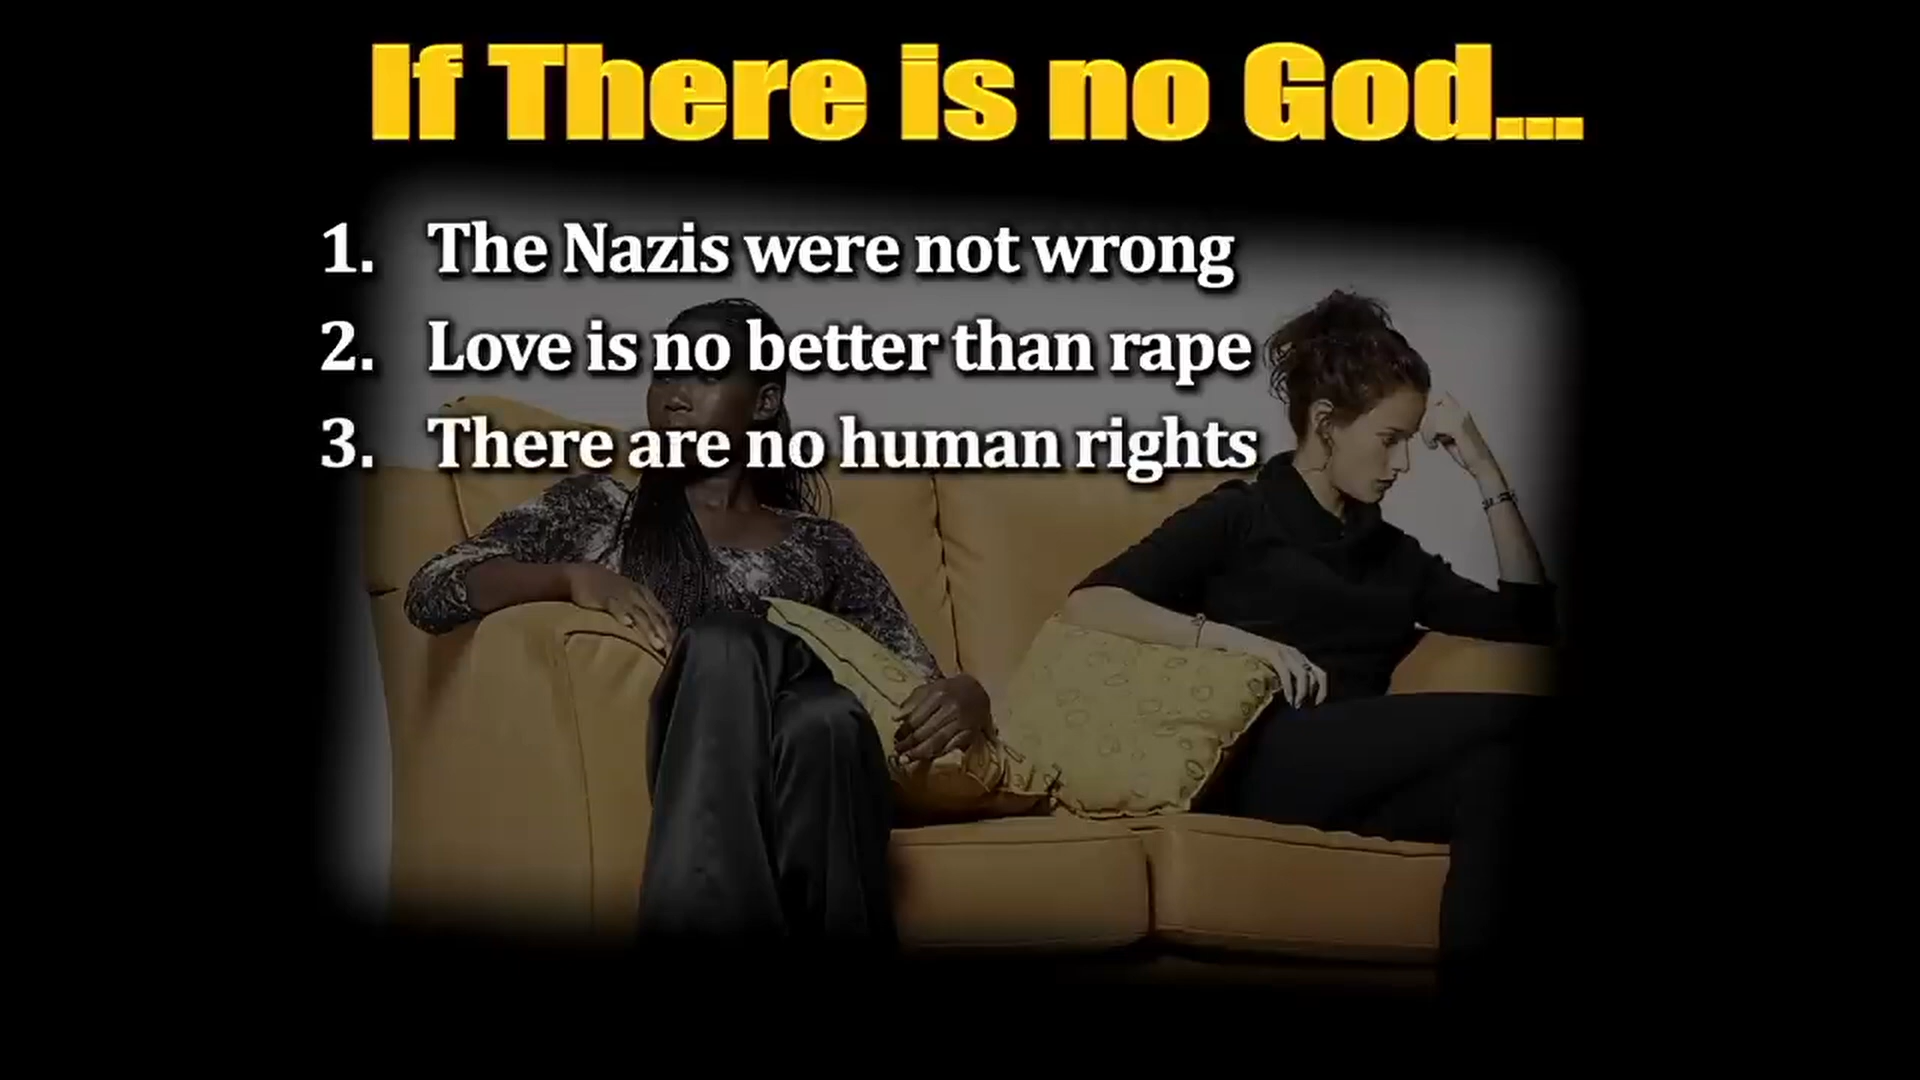 If There is no God...
1. The Nazis were not wrong
2. Love is no better than rape
3. There are no human rights